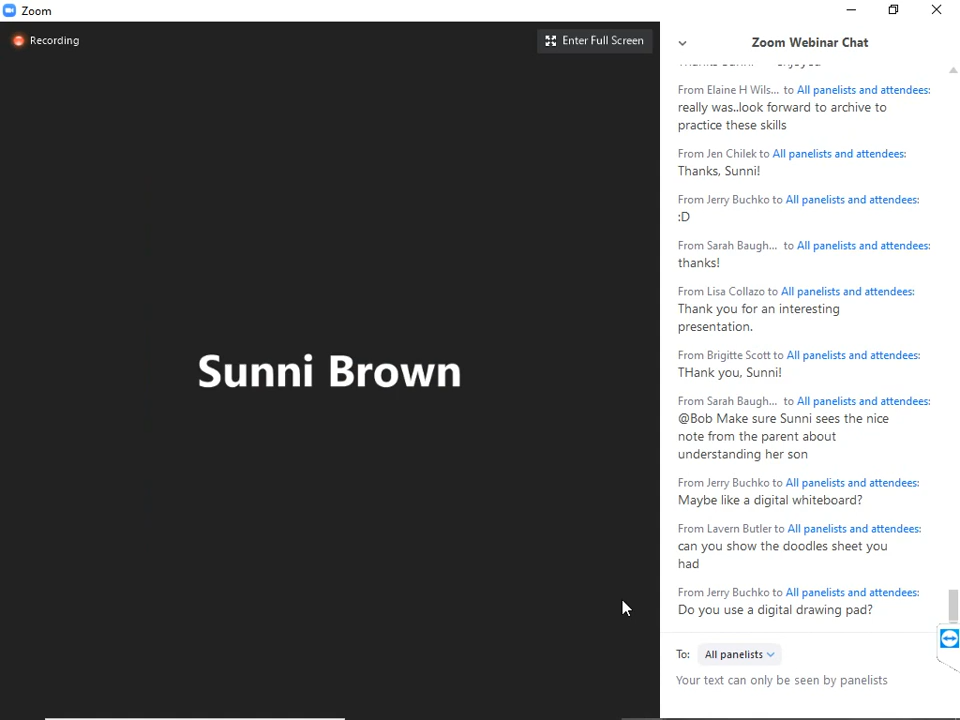 Zoom
Recording
Enter Full Screen
Sunni Brown
Zoom Webinar Chat
From Elaine H Wils... to All panelists and attendees:
really was..look forward to archive to
practice these skills
From Jen Chilek to All panelists and attendees:
Thanks, Sunni!
From Jerry Buchko to All panelists and attendees:
:D
From Sarah Baugh... to All panelists and attendees:
thanks!
From Lisa Collazo to All panelists and attendees:
Thank you for an interesting
presentation.
From Brigitte Scott to All panelists and attendees:
THank you, Sunni!
From Sarah Baugh... to All panelists and attendees:
@Bob Make sure Sunni sees the nice
note from the parent about
understanding her son
From Jerry Buchko to All panelists and attendees:
Maybe like a digital whiteboard?
From Lavern Butler to All panelists and attendees:
can you show the doodles sheet you
had
From Jerry Buchko to All panelists and attendees:
Do you use a digital drawing pad?
To: All panelists
Your text can only be seen by panelists